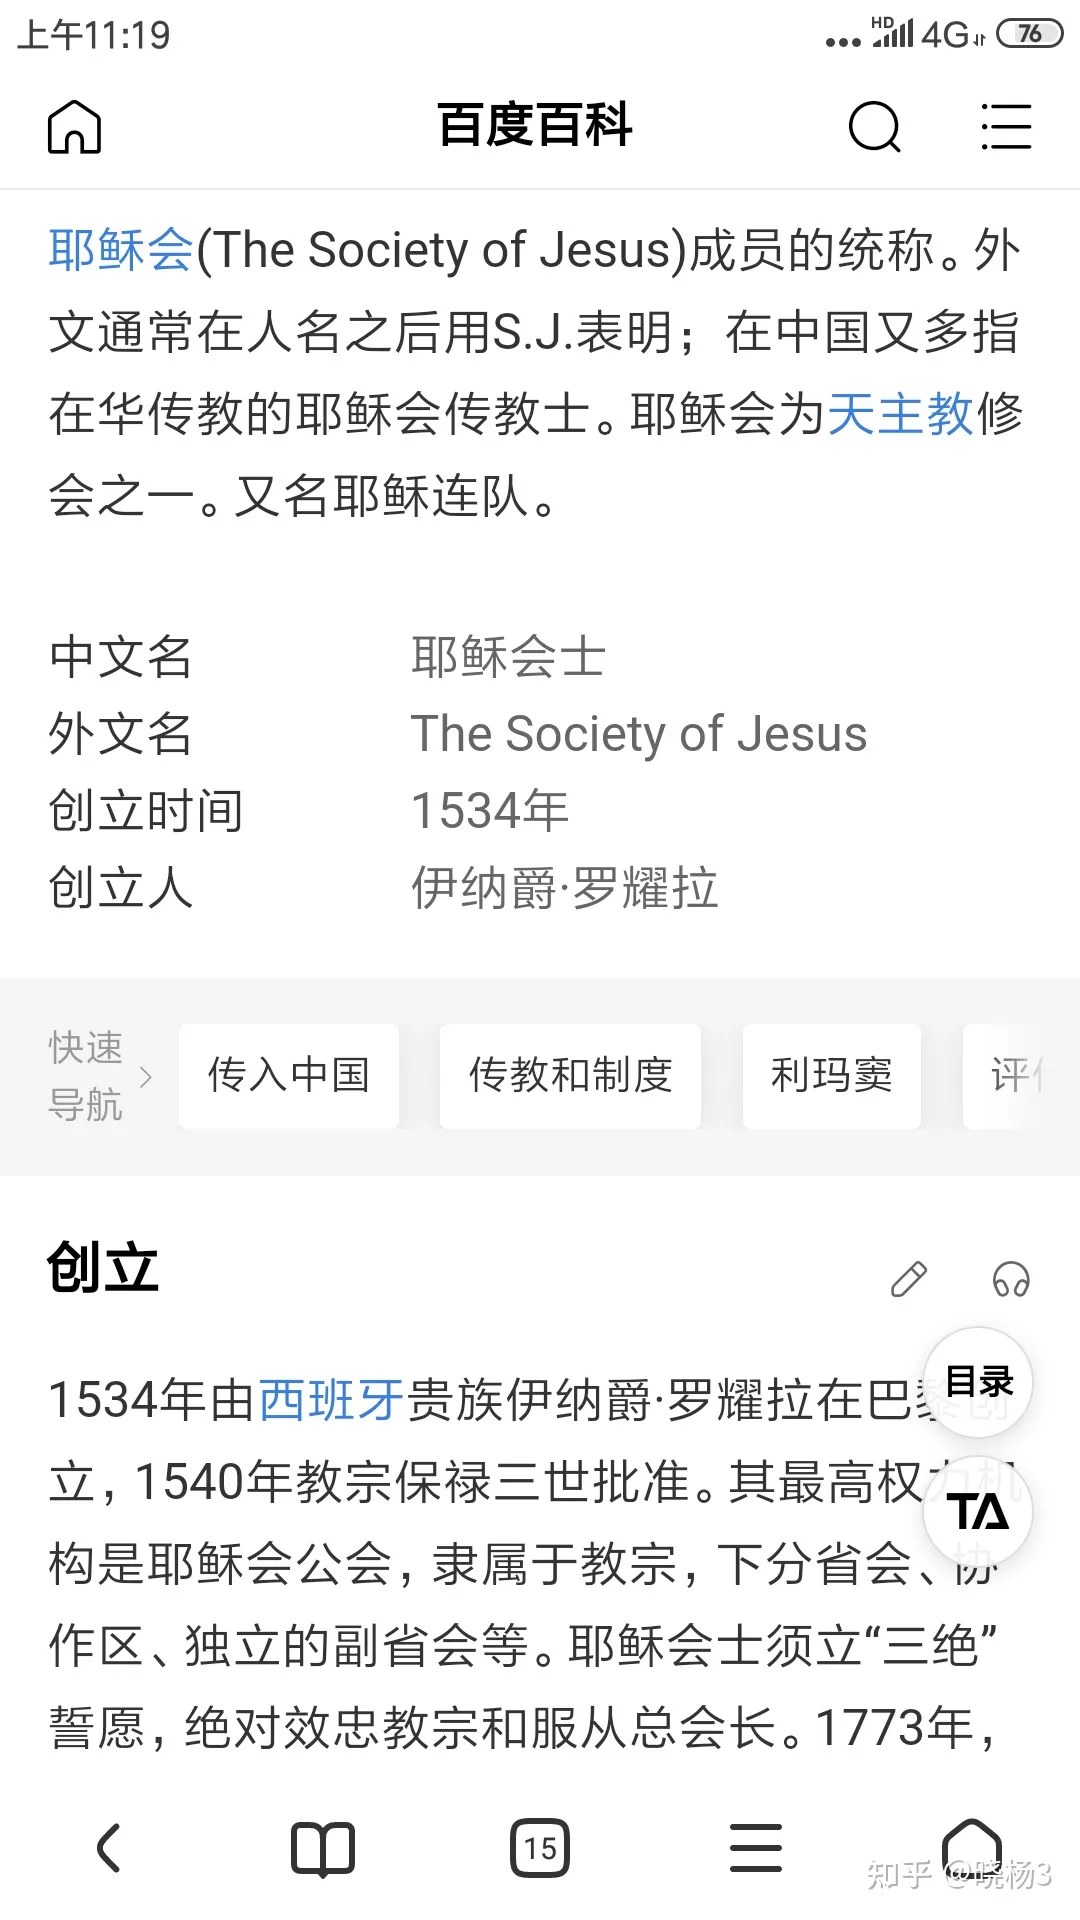 上午11:19
HD 4G 76
百度百科
耶稣会(The Society of Jesus)成员的统称。外
文通常在人名之后用S.J.表明；在中国又多指
在华传教的耶稣会传教士。耶稣会为天主教修
会之一。又名耶稣连队。
中文名 耶稣会士
外文名 The Society of Jesus
创立时间 1534年
创立人 伊纳爵·罗耀拉
快速
导航
传入中国 传教和制度 利玛窦 评
创立
目录
1534年由西班牙贵族伊纳爵·罗耀拉在巴黎创
TA
立，1540年教宗保禄三世批准。其最高权力机
构是耶稣会公会，隶属于教宗，下分省会、协
作区、独立的副省会等。耶稣会士须立“三绝”
誓愿，绝对效忠教宗和服从总会长。1773年，
15
知乎 @晓杨3